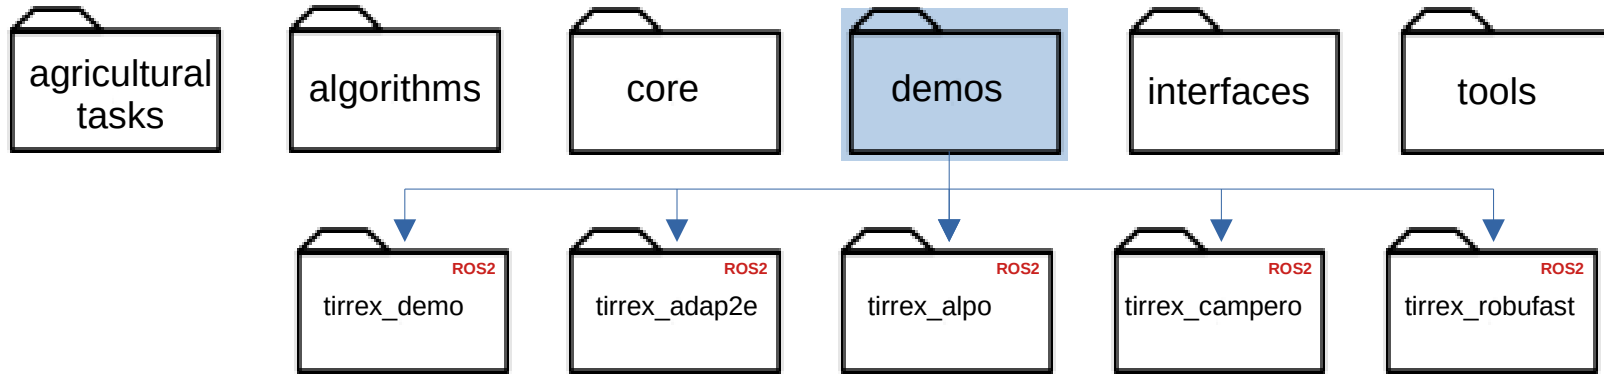 agricultural
tasks
algorithms
core
demos
interfaces
tools
ROS2
tirrex_demo
ROS2
tirrex_adap2e
ROS2
tirrex_alpo
ROS2
tirrex_campero
ROS2
tirrex_robufast